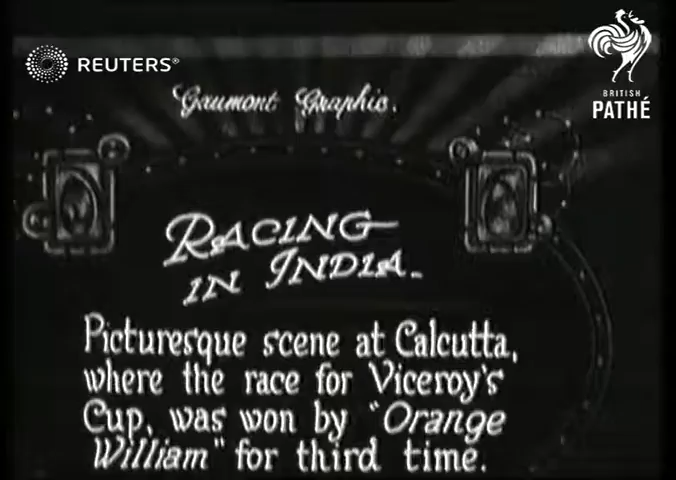 REUTERS®
BRITISH
PATHÉ
Gaumont Graphic.
RACING
IN INDIA.
Picturesque scene at Calcutta,
where the race for Viceroy's
Cup, was won by "Orange
William" for third time.